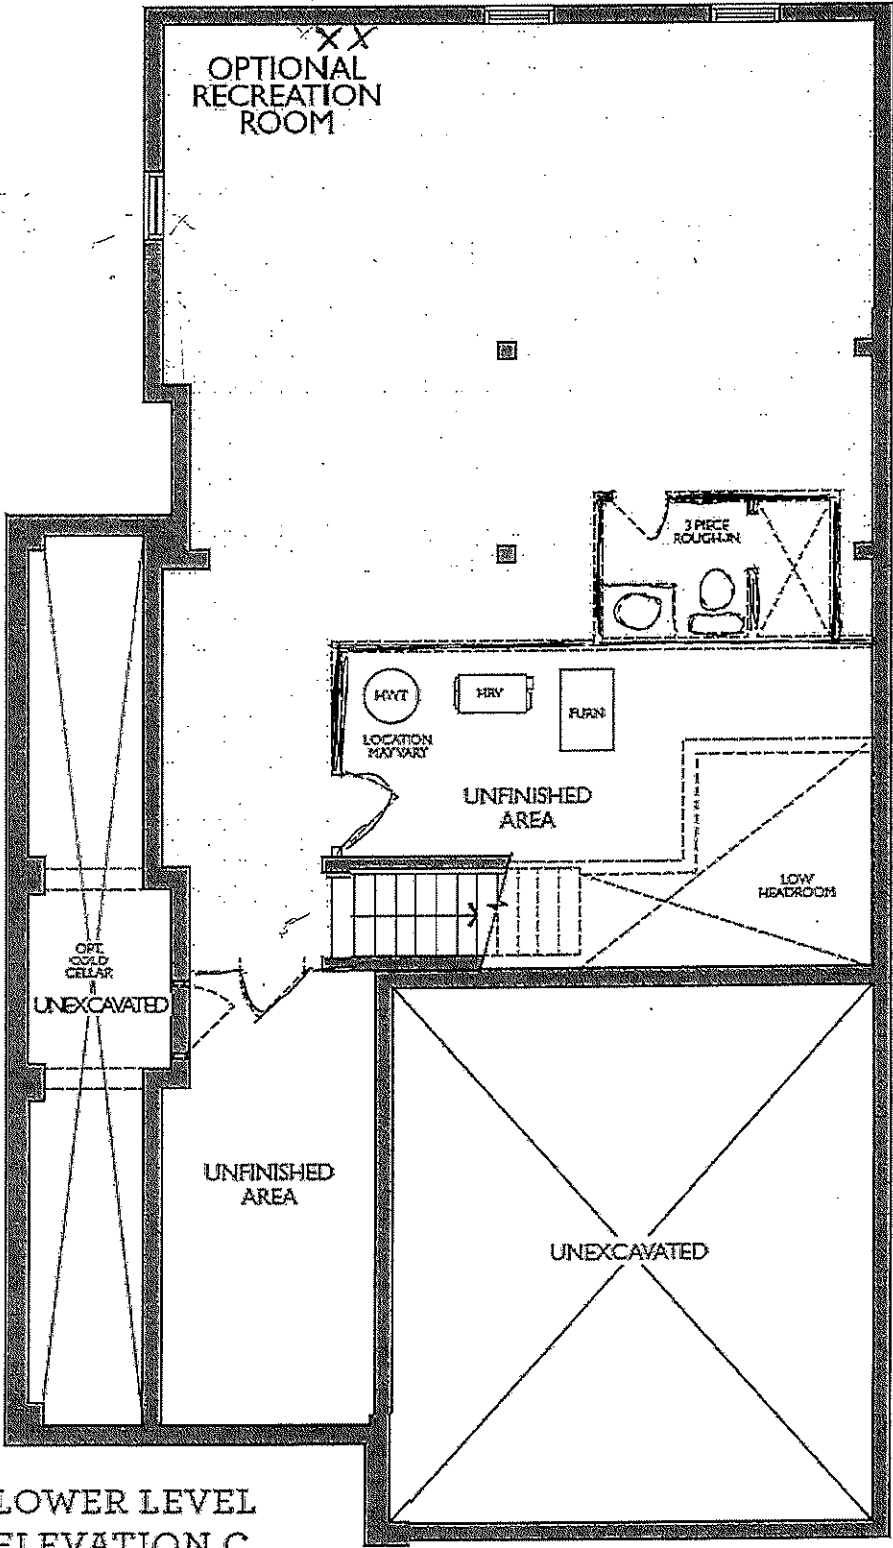 XX
OPTIONAL
RECREATION
ROOM
3 PIECE
ROUGH-IN
HWT
HRV
FURN
LOCATION
MAY VARY
UNFINISHED
AREA
LOW
HEADROOM
OPT.
COLD
CELLAR
UNEXCAVATED
UNFINISHED
AREA
UNEXCAVATED
LOWER LEVEL
ELEVATION C